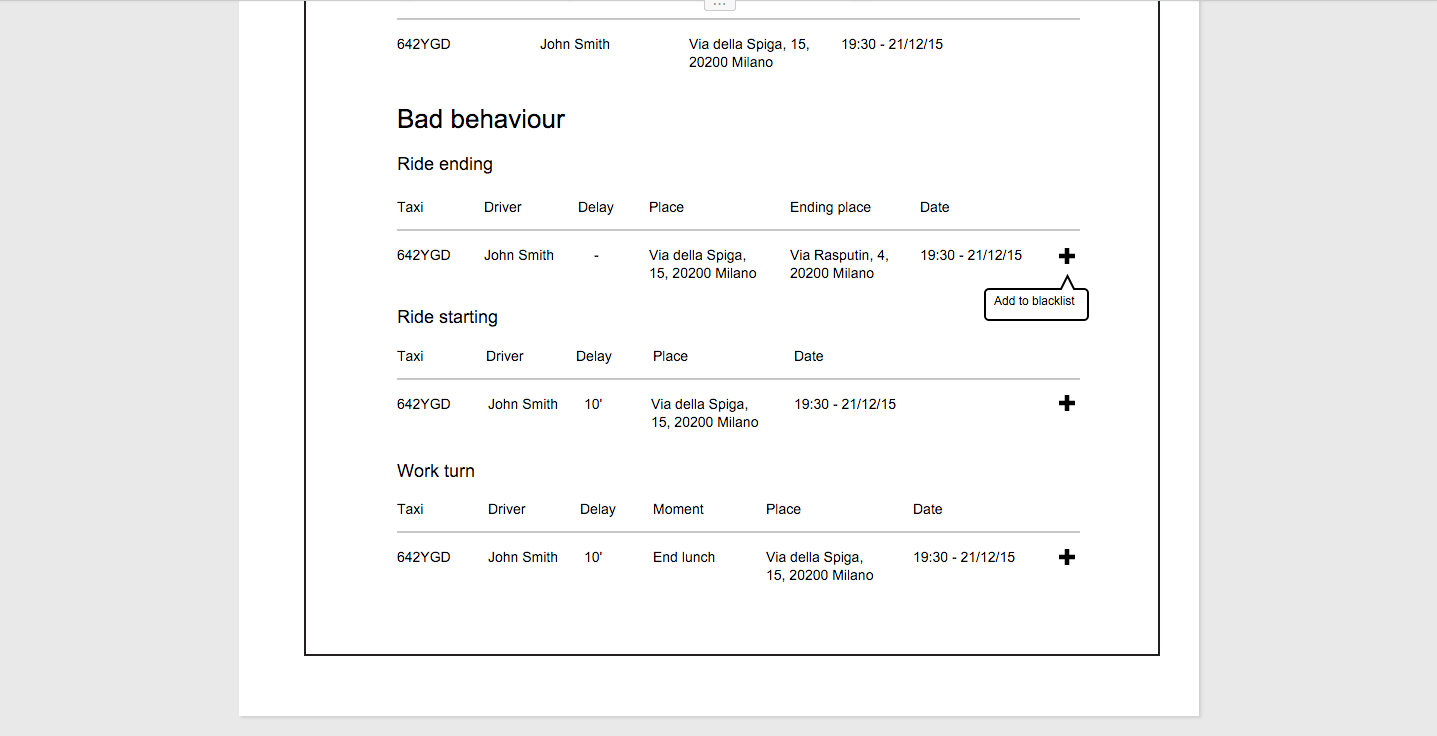 642YGD John Smith Via della Spiga, 15, 19:30 - 21/12/15
20200 Milano
Bad behaviour
Ride ending
Taxi Driver Delay Place Ending place Date
642YGD John Smith - Via della Spiga, Via Rasputin, 4, 19:30 - 21/12/15
15, 20200 Milano 20200 Milano
Add to blacklist
Ride starting
Taxi Driver Delay Place Date
642YGD John Smith 10' Via della Spiga, 19:30 - 21/12/15
15, 20200 Milano
Work turn
Taxi Driver Delay Moment Place Date
642YGD John Smith 10' End lunch Via della Spiga, 19:30 - 21/12/15
15, 20200 Milano